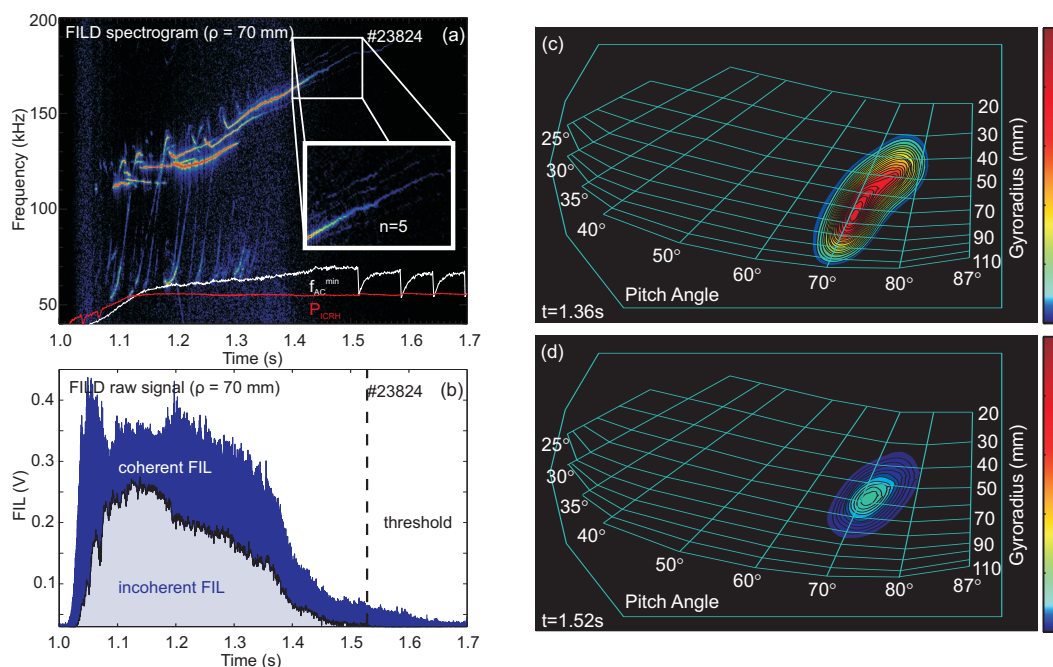 FILD spectrogram (ρ = 70 mm)
#23824
(a)
200
150
100
50
Frequency (kHz)
n=5
f_AC^min
P_ICRH
1.0 1.1 1.2 1.3 1.4 1.5 1.6 1.7
Time (s)
FILD raw signal (ρ = 70 mm)
#23824
(b)
0.4
0.3
0.2
0.1
FIL (V)
coherent FIL
incoherent FIL
threshold
1.0 1.1 1.2 1.3 1.4 1.5 1.6 1.7
Time (s)
(c)
25°
30°
35°
40°
50°
60°
70°
80°
87°
20
30
40
50
70
90
110
Gyroradius (mm)
Pitch Angle
t=1.36s
(d)
25°
30°
35°
40°
50°
60°
70°
80°
87°
20
30
40
50
70
90
110
Gyroradius (mm)
Pitch Angle
t=1.52s